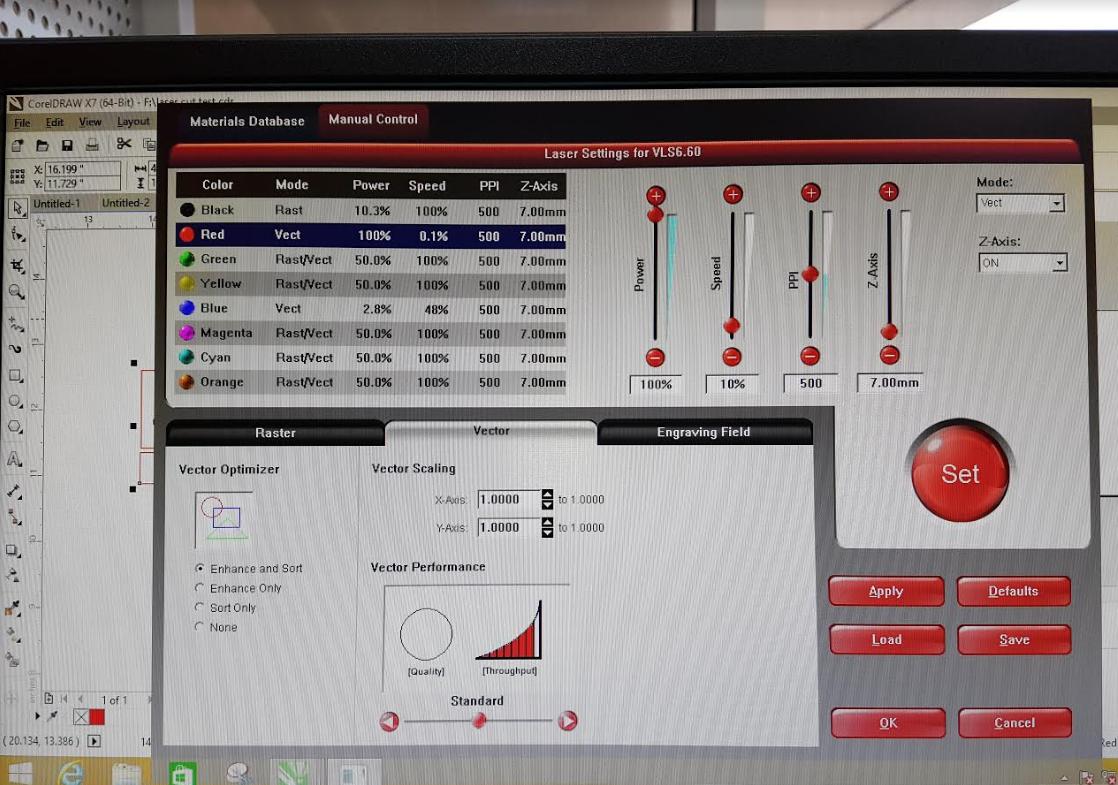 CorelDRAW X7 (64-Bit) - F:\laser cut test.cdr
File Edit View Layout
X: 16.199 "
Y: 11.729 "
Untitled-1 Untitled-2
Materials Database Manual Control
Laser Settings for VLS6.60
Color Mode Power Speed PPI Z-Axis
Black Rast 10.3% 100% 500 7.00mm
Red Vect 100% 0.1% 500 7.00mm
Green Rast/Vect 50.0% 100% 500 7.00mm
Yellow Rast/Vect 50.0% 100% 500 7.00mm
Blue Vect 2.8% 48% 500 7.00mm
Magenta Rast/Vect 50.0% 100% 500 7.00mm
Cyan Rast/Vect 50.0% 100% 500 7.00mm
Orange Rast/Vect 50.0% 100% 500 7.00mm
Power Speed PPI Z-Axis
100% 10% 500 7.00mm
Mode:
Vect
Z-Axis:
ON
Set
Raster Vector Engraving Field
Vector Optimizer
Enhance and Sort
Enhance Only
Sort Only
None
Vector Scaling
X-Axis: 1.0000 to 1.0000
Y-Axis: 1.0000 to 1.0000
Vector Performance
[Quality] [Throughput]
Standard
Apply Defaults
Load Save
OK Cancel
1 of 1
(20.134, 13.386 )